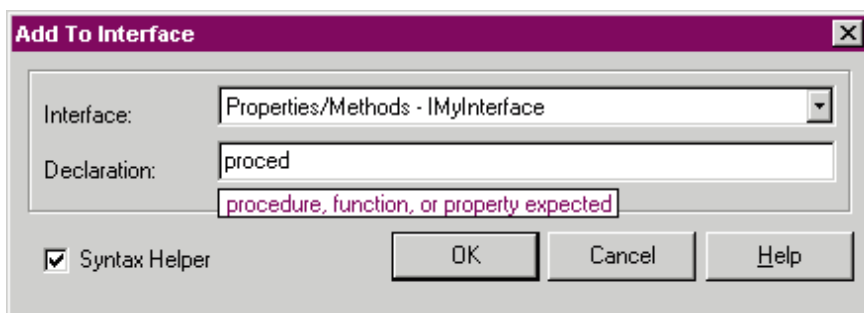 Add To Interface
Interface: Properties/Methods - IMyInterface
Declaration: proced
procedure, function, or property expected
Syntax Helper OK Cancel Help